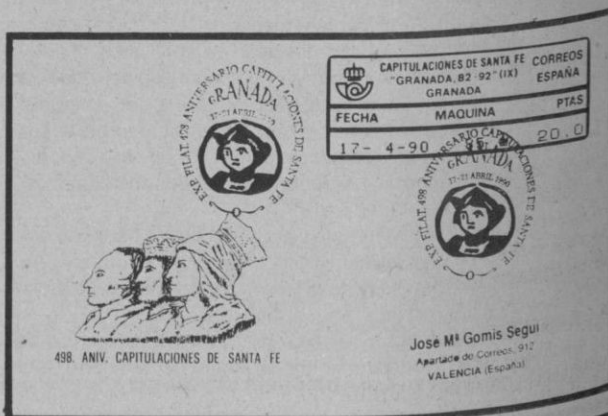 EXP. FILAT. 498 ANIVERSARIO CAPITULACIONES DE SANTA FE
GRANADA
17-21 ABRIL 1990
CAPITULACIONES DE SANTA FE
"GRANADA, 82-92" (IX)
GRANADA
CORREOS
ESPAÑA
FECHA MAQUINA PTAS
17- 4-90 20.0
EXP. FILAT. 498 ANIVERSARIO CAPITULACIONES DE SANTA FE
GRANADA
17-21 ABRIL 1990
498. ANIV. CAPITULACIONES DE SANTA FE
José Mª Gomis Segui
Apartado de Correos, 912
VALENCIA (España)